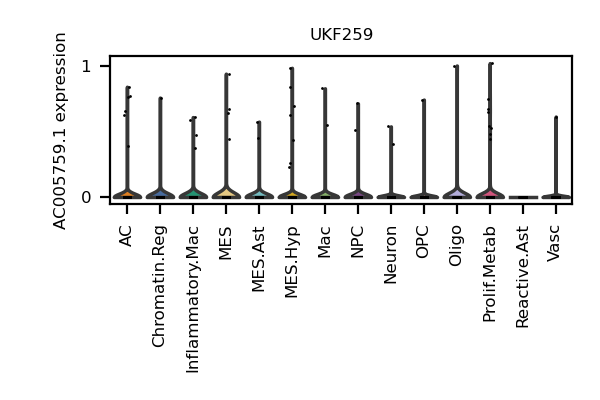 UKF259
AC005759.1 expression
1
0
AC
Chromatin.Reg
Inflammatory.Mac
MES
MES.Ast
MES.Hyp
Mac
NPC
Neuron
OPC
Oligo
Prolif.Metab
Reactive.Ast
Vasc